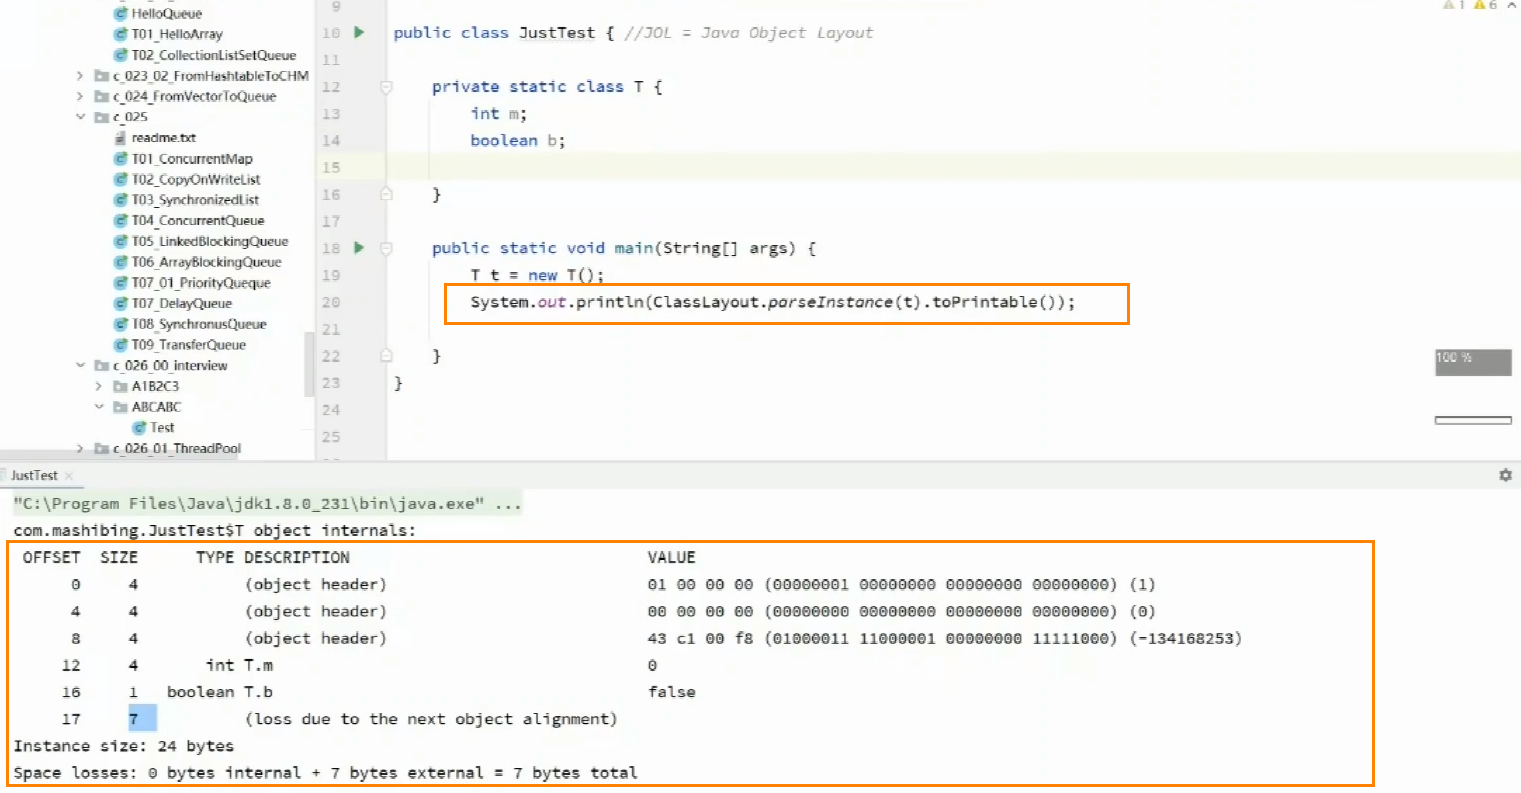 HelloQueue
T01_HelloArray
T02_CollectionListSetQueue
c_023_02_FromHashtableToCHM
c_024_FromVectorToQueue
c_025
readme.txt
T01_ConcurrentMap
T02_CopyOnWriteList
T03_SynchronizedList
T04_ConcurrentQueue
T05_LinkedBlockingQueue
T06_ArrayBlockingQueue
T07_01_PriorityQueque
T07_DelayQueue
T08_SynchronusQueue
T09_TransferQueue
c_026_00_interview
A1B2C3
ABCABC
Test
c_026_01_ThreadPool
9
10 public class JustTest { //JOL = Java Object Layout
11
12 private static class T {
13 int m;
14 boolean b;
15
16 }
17
18 public static void main(String[] args) {
19 T t = new T();
20 System.out.println(ClassLayout.parseInstance(t).toPrintable());
21
22 }
23 }
24
25
1 6
100 %
JustTest
"C:\Program Files\Java\jdk1.8.0_231\bin\java.exe" ...
com.mashibing.JustTest$T object internals:
OFFSET SIZE TYPE DESCRIPTION VALUE
0 4 (object header) 01 00 00 00 (00000001 00000000 00000000 00000000) (1)
4 4 (object header) 00 00 00 00 (00000000 00000000 00000000 00000000) (0)
8 4 (object header) 43 c1 00 f8 (01000011 11000001 00000000 11111000) (-134168253)
12 4 int T.m 0
16 1 boolean T.b false
17 7 (loss due to the next object alignment)
Instance size: 24 bytes
Space losses: 0 bytes internal + 7 bytes external = 7 bytes total